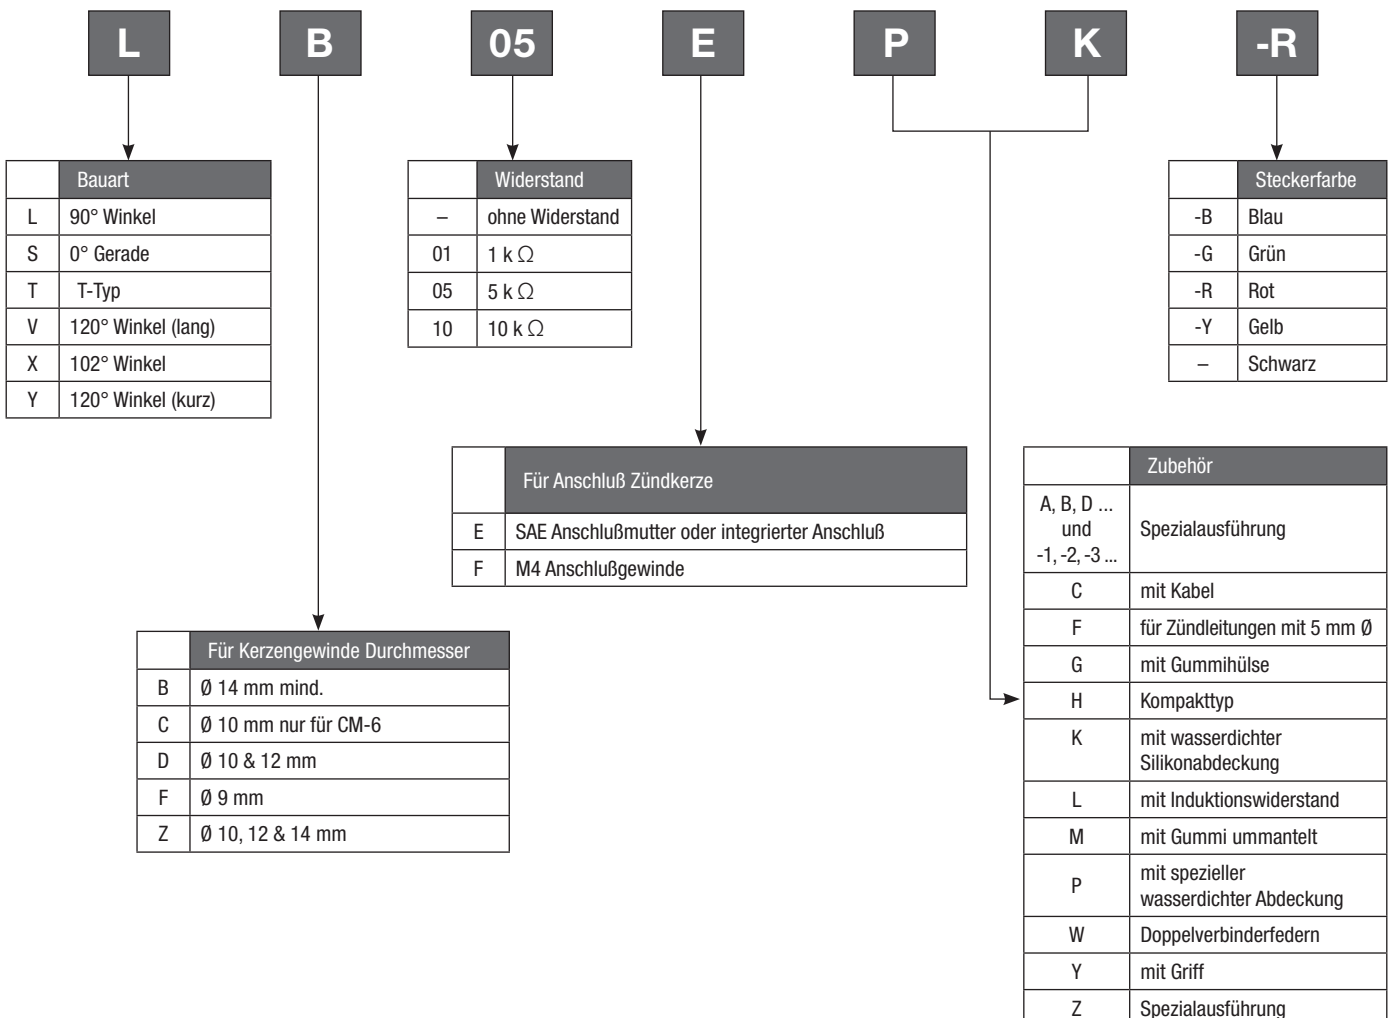 L B 05 E P K -R
Bauart
L 90° Winkel
S 0° Gerade
T T-Typ
V 120° Winkel (lang)
X 102° Winkel
Y 120° Winkel (kurz)
Widerstand
– ohne Widerstand
01 1 k Ω
05 5 k Ω
10 10 k Ω
Steckerfarbe
-B Blau
-G Grün
-R Rot
-Y Gelb
– Schwarz
Für Anschluß Zündkerze
E SAE Anschlußmutter oder integrierter Anschluß
F M4 Anschlußgewinde
Für Kerzengewinde Durchmesser
B Ø 14 mm mind.
C Ø 10 mm nur für CM-6
D Ø 10 & 12 mm
F Ø 9 mm
Z Ø 10, 12 & 14 mm
Zubehör
A, B, D ...
und
-1, -2, -3 ...
Spezialausführung
C mit Kabel
F für Zündleitungen mit 5 mm Ø
G mit Gummihülse
H Kompakttyp
K mit wasserdichter
Silikonabdeckung
L mit Induktionswiderstand
M mit Gummi ummantelt
P mit spezieller
wasserdichter Abdeckung
W Doppelverbinderfedern
Y mit Griff
Z Spezialausführung